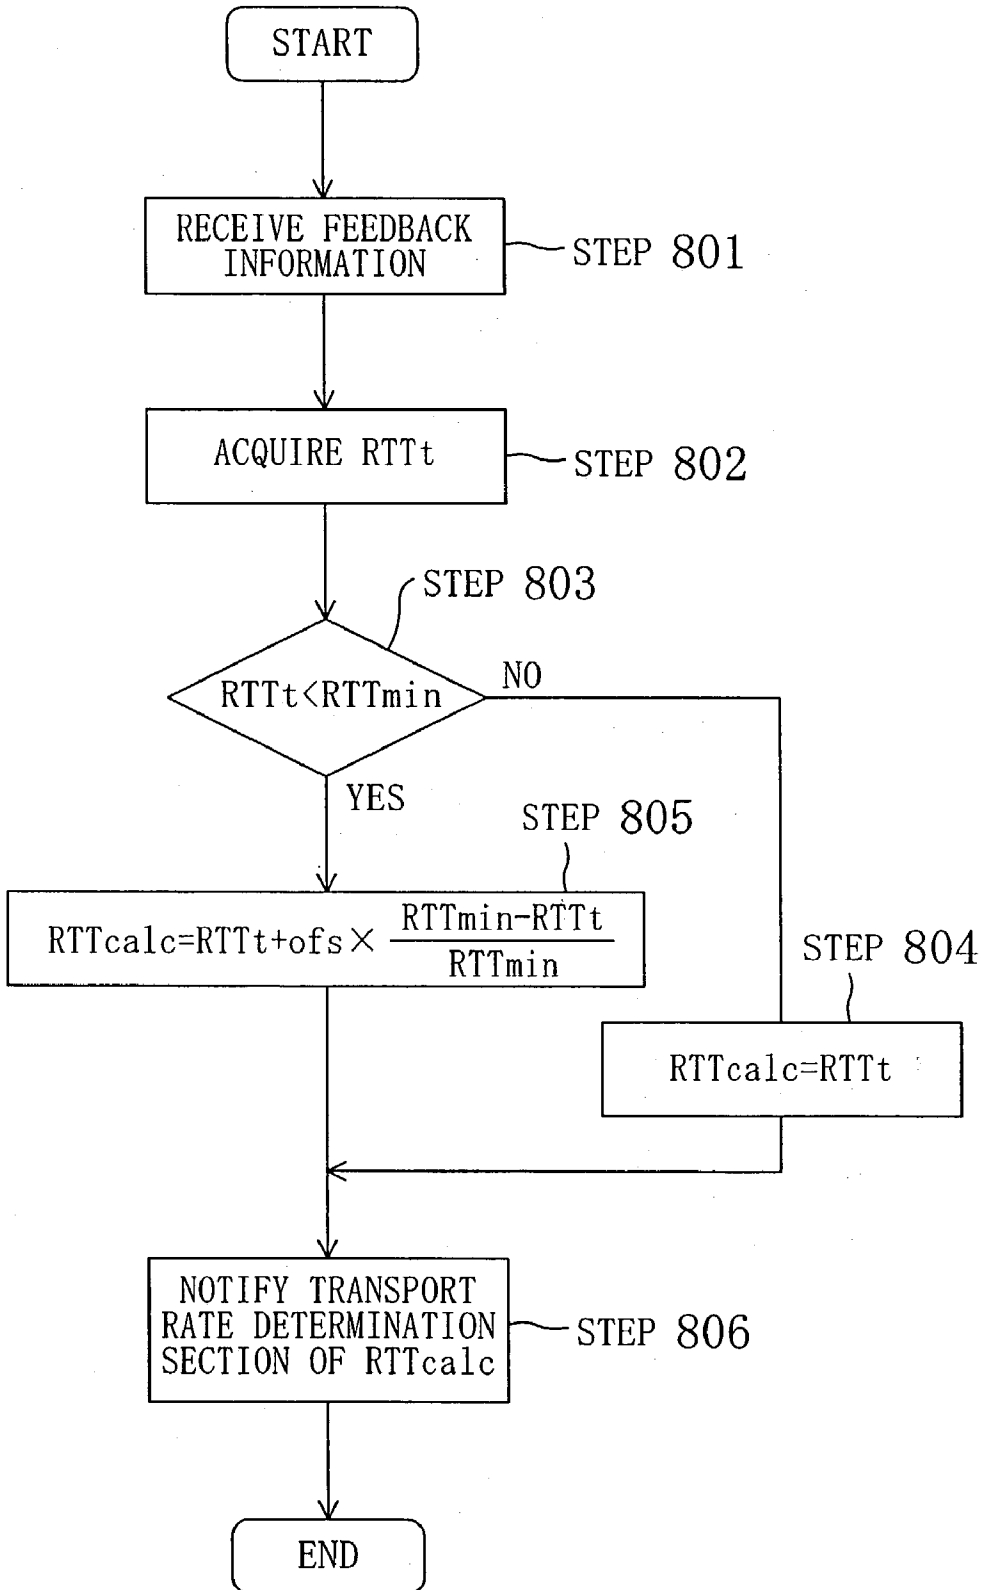 START
RECEIVE FEEDBACK
INFORMATION
STEP 801
ACQUIRE RTTt
STEP 802
STEP 803
RTTt<RTTmin
NO
YES
STEP 805
RTTcalc=RTTt+ofs× RTTmin-RTTt
RTTmin
STEP 804
RTTcalc=RTTt
NOTIFY TRANSPORT
RATE DETERMINATION
SECTION OF RTTcalc
STEP 806
END